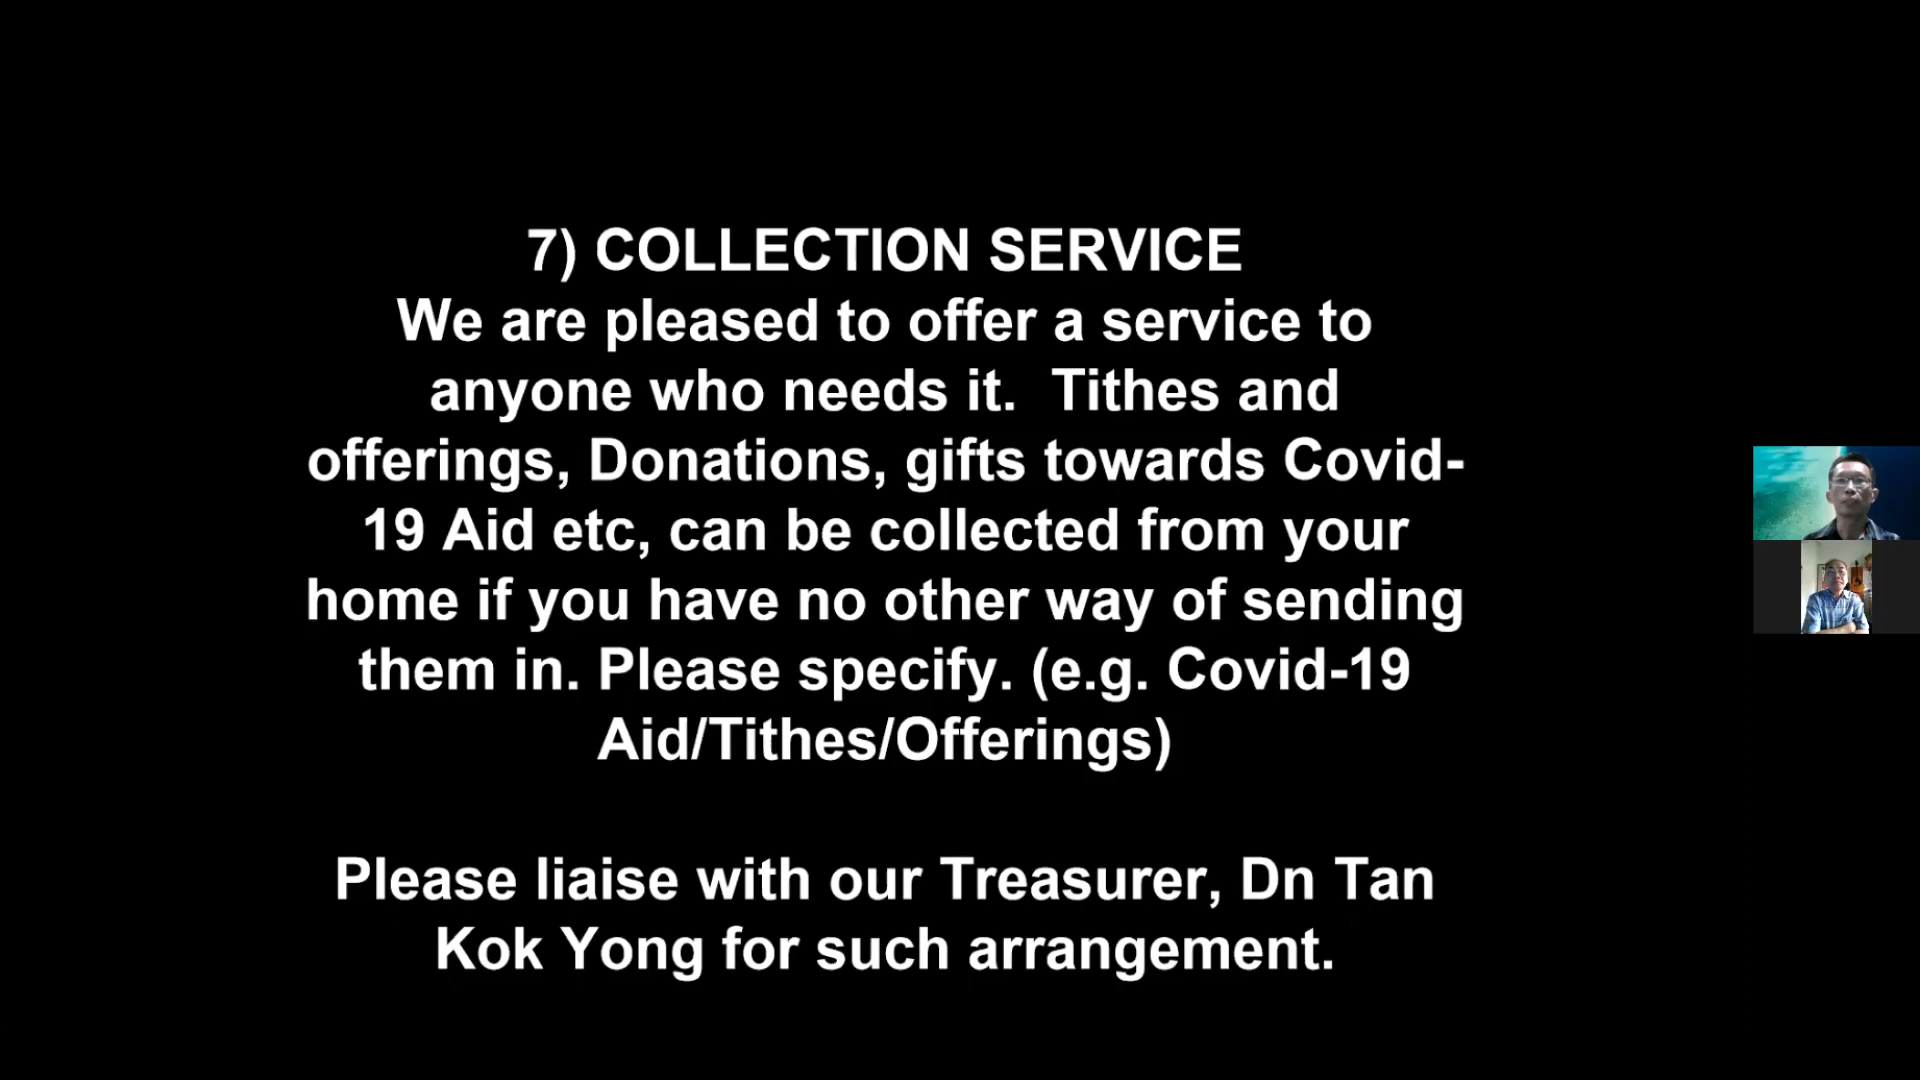 7) COLLECTION SERVICE
We are pleased to offer a service to
anyone who needs it.  Tithes and
offerings, Donations, gifts towards Covid-
19 Aid etc, can be collected from your
home if you have no other way of sending
them in. Please specify. (e.g. Covid-19
Aid/Tithes/Offerings)
Please liaise with our Treasurer, Dn Tan
Kok Yong for such arrangement.